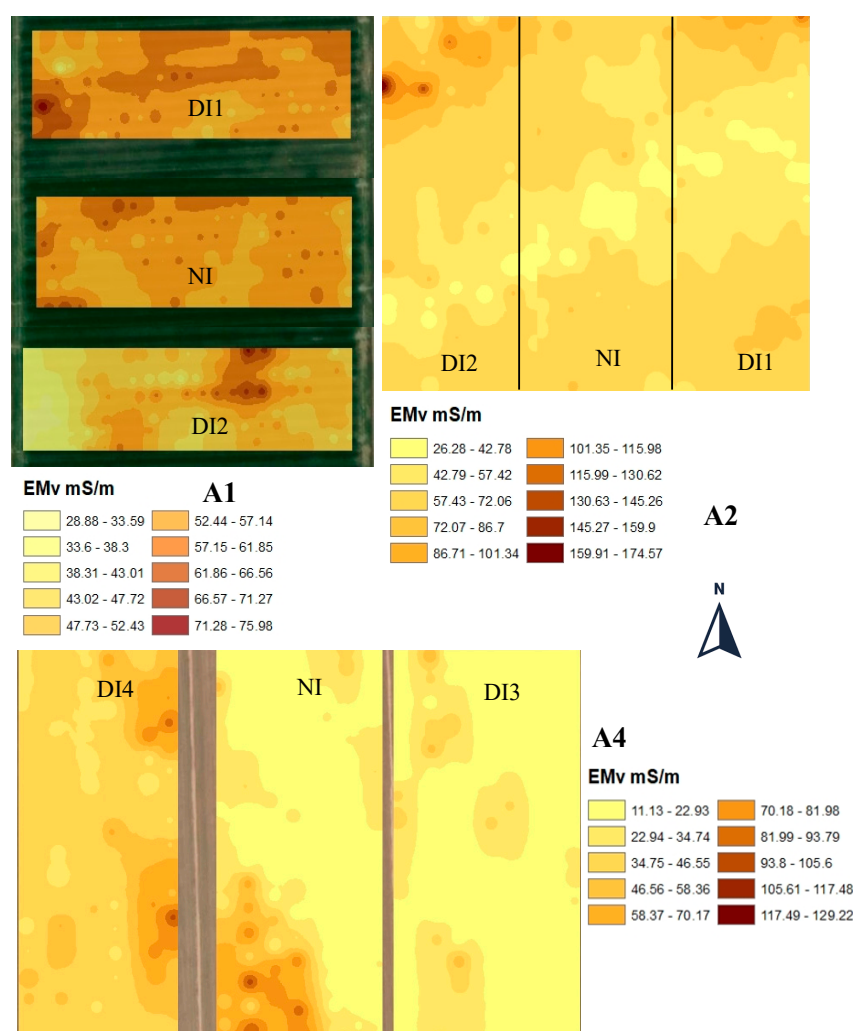 DI1
NI
DI2
DI2
NI
DI1
EMv mS/m
A1
28.88 - 33.59
33.6 - 38.3
38.31 - 43.01
43.02 - 47.72
47.73 - 52.43
52.44 - 57.14
57.15 - 61.85
61.86 - 66.56
66.57 - 71.27
71.28 - 75.98
EMv mS/m
26.28 - 42.78
42.79 - 57.42
57.43 - 72.06
72.07 - 86.7
86.71 - 101.34
101.35 - 115.98
115.99 - 130.62
130.63 - 145.26
145.27 - 159.9
159.91 - 174.57
A2
N
DI4
NI
DI3
A4
EMv mS/m
11.13 - 22.93
22.94 - 34.74
34.75 - 46.55
46.56 - 58.36
58.37 - 70.17
70.18 - 81.98
81.99 - 93.79
93.8 - 105.6
105.61 - 117.48
117.49 - 129.22